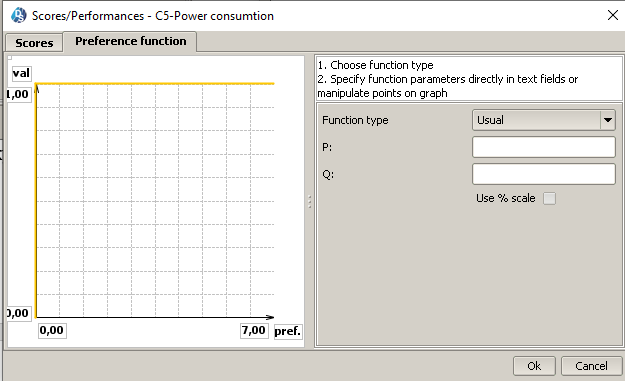 Scores/Performances - C5-Power consumtion
Scores
Preference function
val
1,00
0,00
0,00
7,00
pref.
1. Choose function type
2. Specify function parameters directly in text fields or
manipulate points on graph
Function type
Usual
P:
Q:
Use % scale
Ok
Cancel